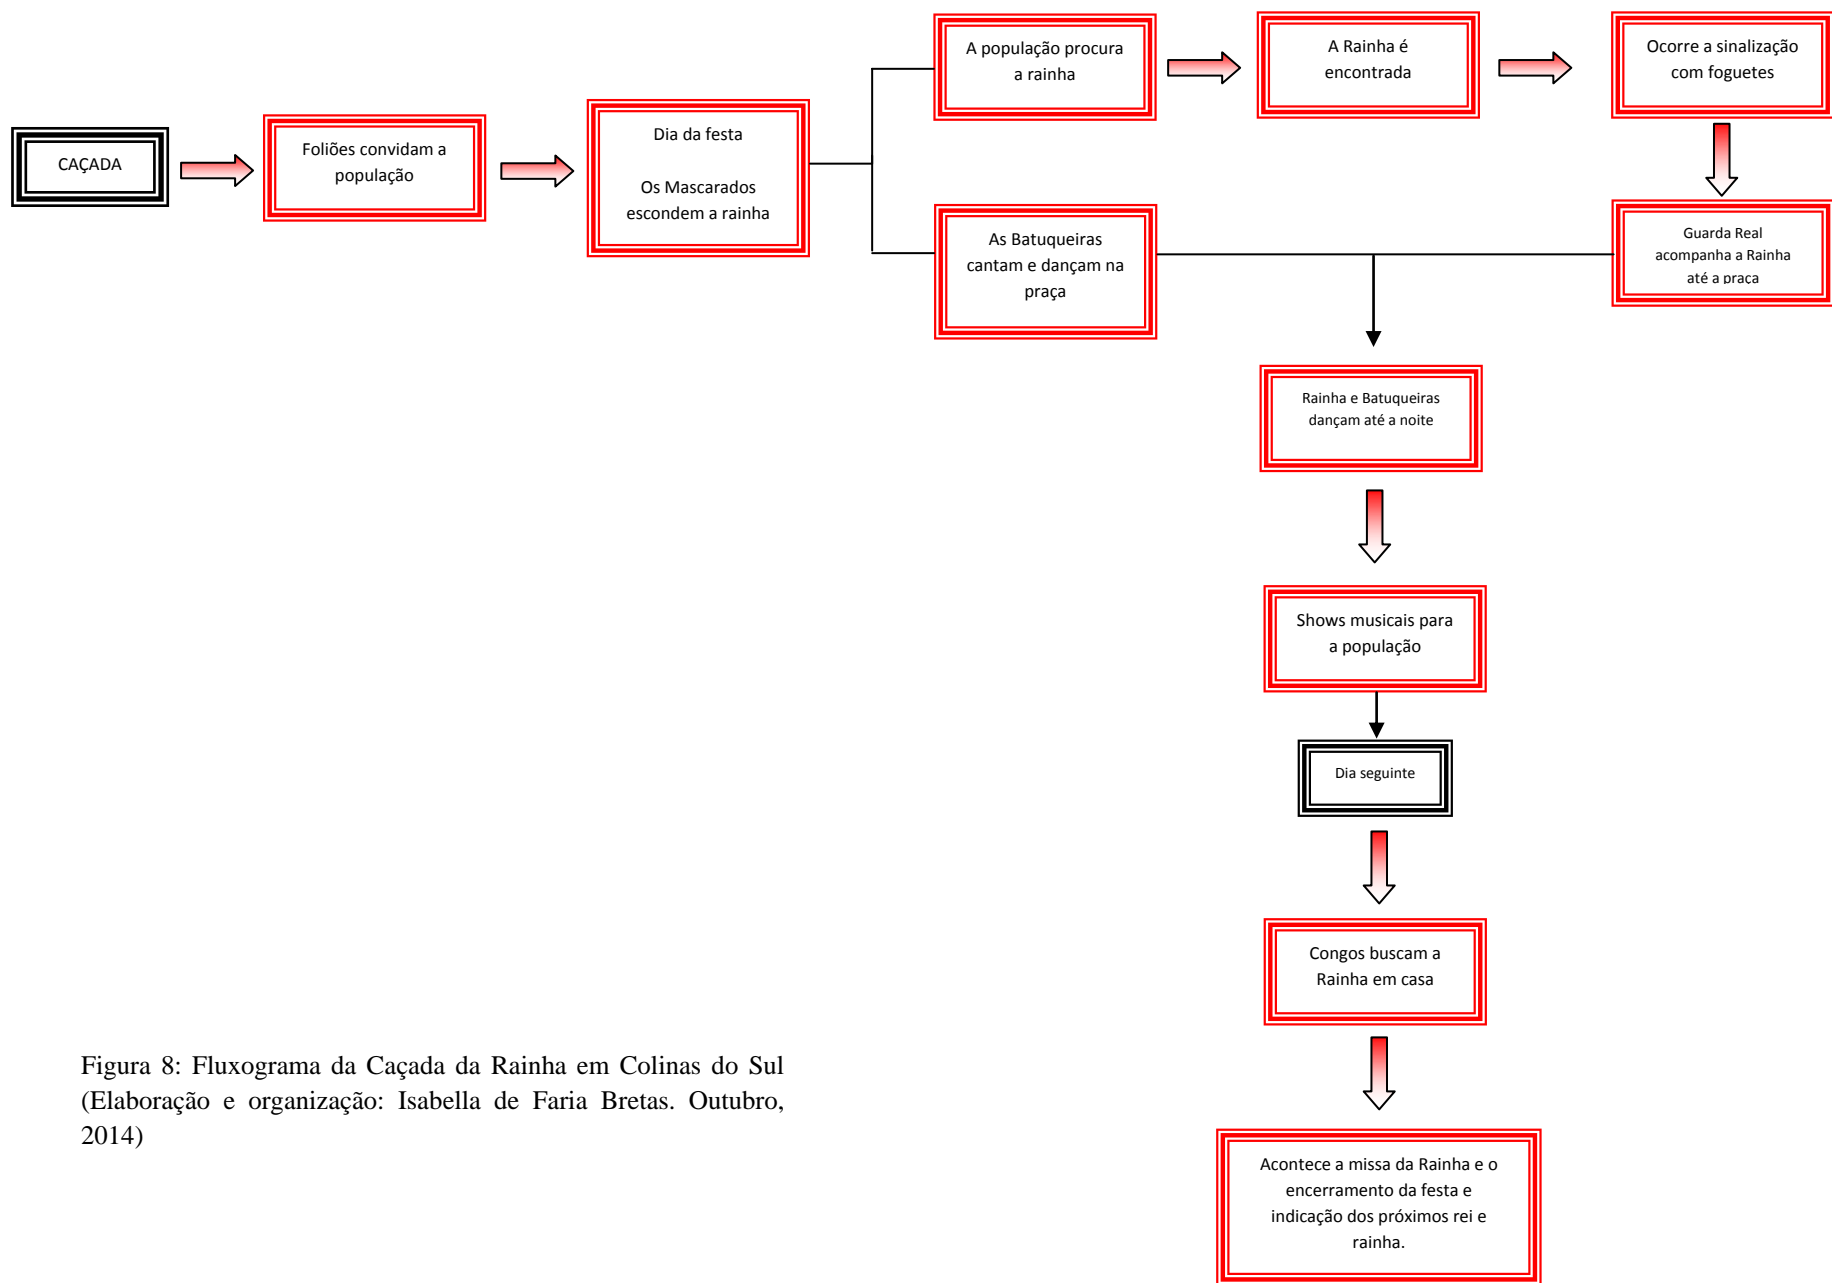 CAÇADA
Foliões convidam a
população
Dia da festa
Os Mascarados
escondem a rainha
A população procura
a rainha
A Rainha é
encontrada
Ocorre a sinalização
com foguetes
As Batuqueiras
cantam e dançam na
praça
Guarda Real
acompanha a Rainha
até a praça
Rainha e Batuqueiras
dançam até a noite
Shows musicais para
a população
Dia seguinte
Congos buscam a
Rainha em casa
Acontece a missa da Rainha e o
encerramento da festa e
indicação dos próximos rei e
rainha.
Figura 8: Fluxograma da Caçada da Rainha em Colinas do Sul
(Elaboração e organização: Isabella de Faria Bretas. Outubro,
2014)